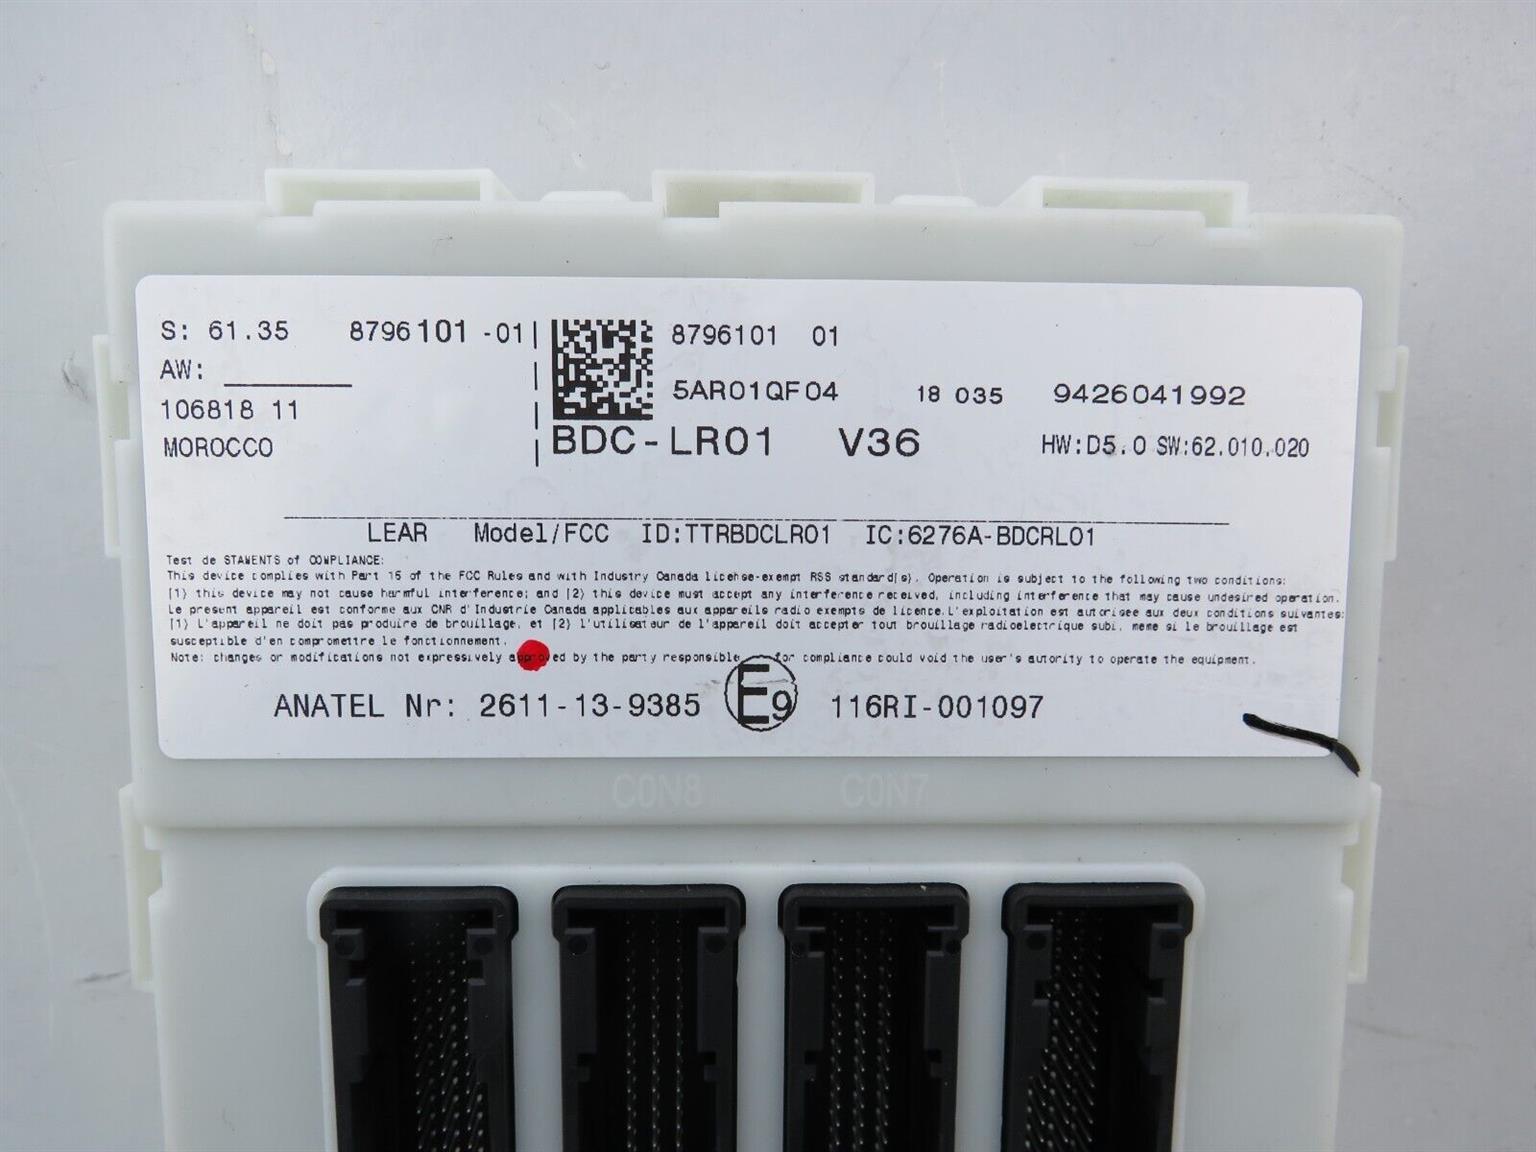 S: 61.35 8796101 -01
AW:
106818 11
MOROCCO
8796101 01
5AR01QF04 18 035 9426041992
BDC-LR01 V36 HW:D5.0 SW:62.010.020
LEAR Model/FCC ID:TTRBDCLR01 IC:6276A-BDCRL01
Test de STAMENTS of COMPLIANCE:
This device complies with Part 15 of the FCC Rules and with Industry Canada license-exempt RSS standard(s). Operation is subject to the following two conditions:
(1) this device may not cause harmful interference; and (2) this device must accept any interference received, including interference that may cause undesired operation.
Le present appareil est conforme aux CNR d'Industrie Canada applicables aux appareils radio exempts de licence.L'exploitation est autorisee aux deux conditions suivantes:
(1) L'appareil ne doit pas produire de brouillage, et (2) l'utilisateur de l'appareil doit accepter tout brouillage radioelectrique subi, meme si le brouillage est
susceptible d'en compromettre le fonctionnement.
Note: changes or modifications not expressively approved by the party responsible for compliance could void the user's autority to operate the equipment.
ANATEL Nr: 2611-13-9385 E9 116RI-001097
CON8 CON7